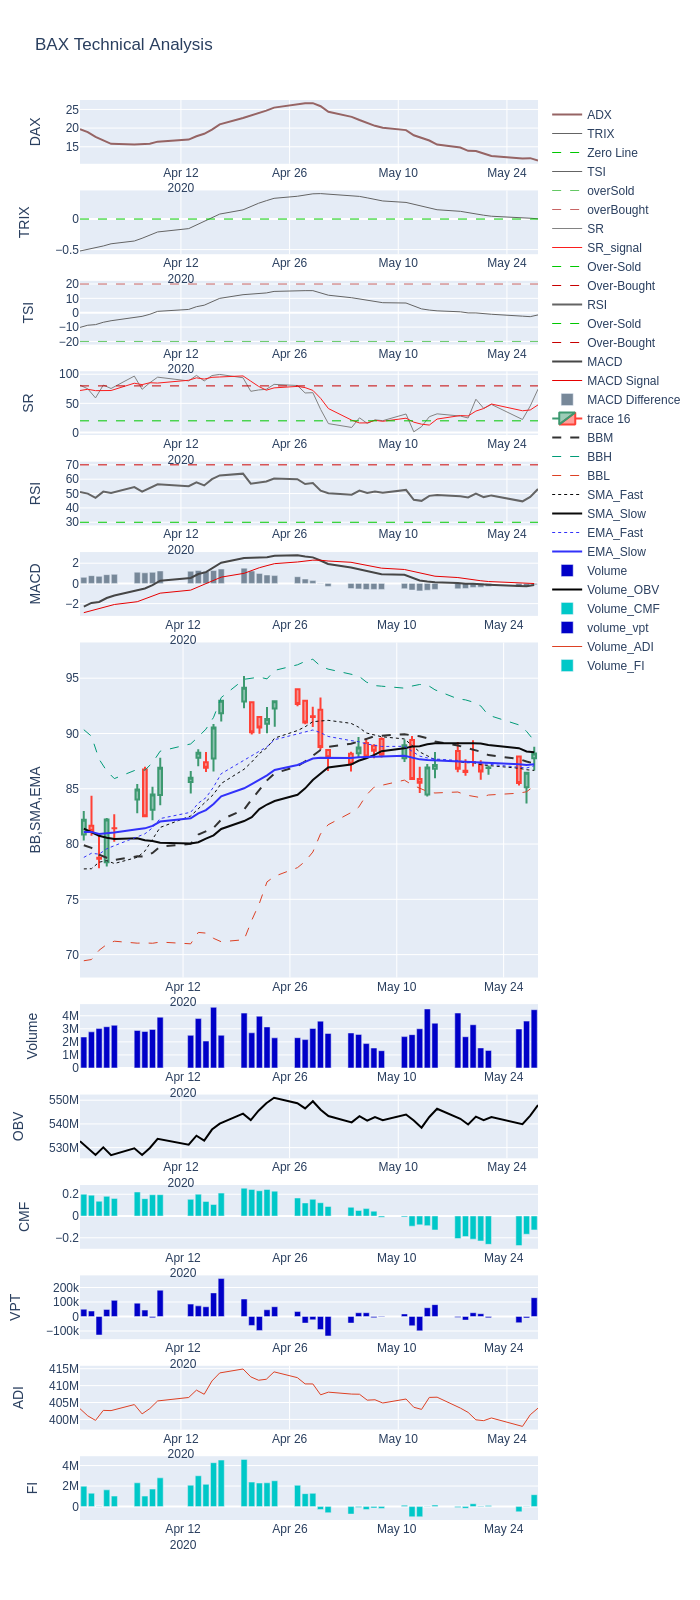 BAX Technical Analysis
DAX
25
20
15
Apr 12
2020
Apr 26
May 10
May 24
TRIX
0
−0.5
Apr 12
2020
Apr 26
May 10
May 24
TSI
20
10
0
−10
−20
Apr 12
2020
Apr 26
May 10
May 24
SR
100
50
0
Apr 12
2020
Apr 26
May 10
May 24
RSI
70
60
50
40
30
Apr 12
2020
Apr 26
May 10
May 24
MACD
2
0
−2
Apr 12
2020
Apr 26
May 10
May 24
BB,SMA,EMA
95
90
85
80
75
70
Apr 12
2020
Apr 26
May 10
May 24
Volume
4M
3M
2M
1M
0
Apr 12
2020
Apr 26
May 10
May 24
OBV
550M
540M
530M
Apr 12
2020
Apr 26
May 10
May 24
CMF
0.2
0
−0.2
Apr 12
2020
Apr 26
May 10
May 24
VPT
200k
100k
0
−100k
Apr 12
2020
Apr 26
May 10
May 24
ADI
415M
410M
405M
400M
Apr 12
2020
Apr 26
May 10
May 24
FI
4M
2M
0
Apr 12
2020
Apr 26
May 10
May 24
ADX
TRIX
Zero Line
TSI
overSold
overBought
SR
SR_signal
Over-Sold
Over-Bought
RSI
Over-Sold
Over-Bought
MACD
MACD Signal
MACD Difference
trace 16
BBM
BBH
BBL
SMA_Fast
SMA_Slow
EMA_Fast
EMA_Slow
Volume
Volume_OBV
Volume_CMF
volume_vpt
Volume_ADI
Volume_FI